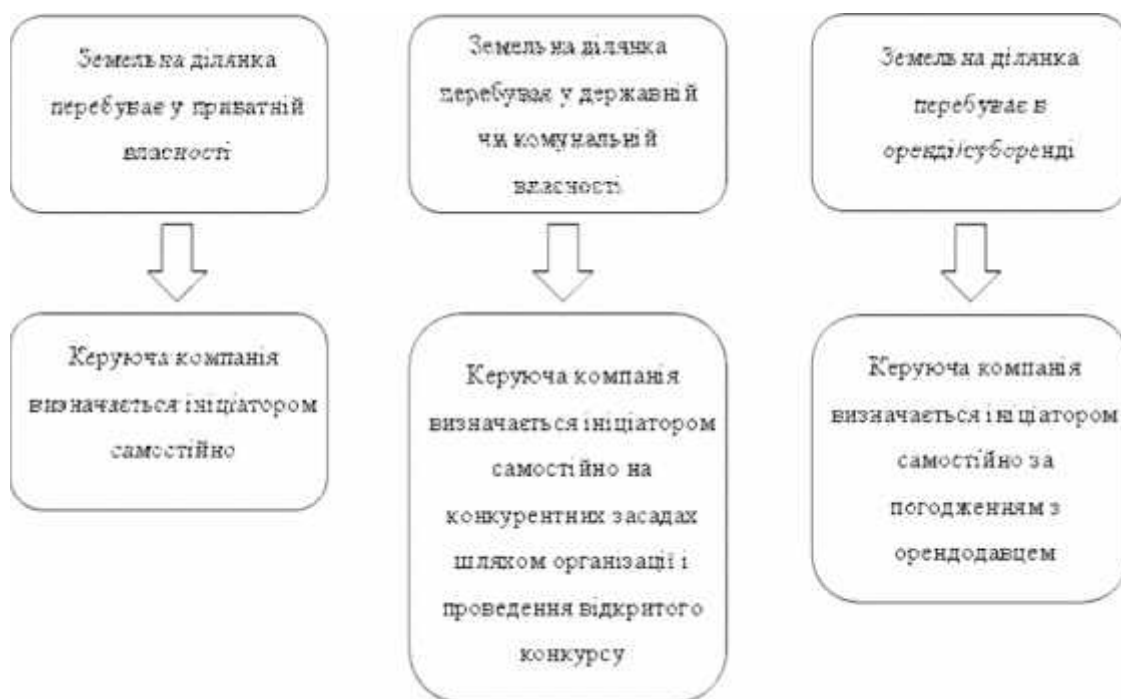 Земельна ділянка
перебуває у приватній
власності
Земельна ділянка
перебуває у державній
чи комунальній
власності
Земельна ділянка
перебуває в
оренді/суборенді
Керуюча компанія
визначається ініціатором
самостійно
Керуюча компанія
визначається ініціатором
самостійно на
конкурентних засадах
шляхом організації і
проведення відкритого
конкурсу
Керуюча компанія
визначається ініціатором
самостійно за
погодженням з
орендодавцем